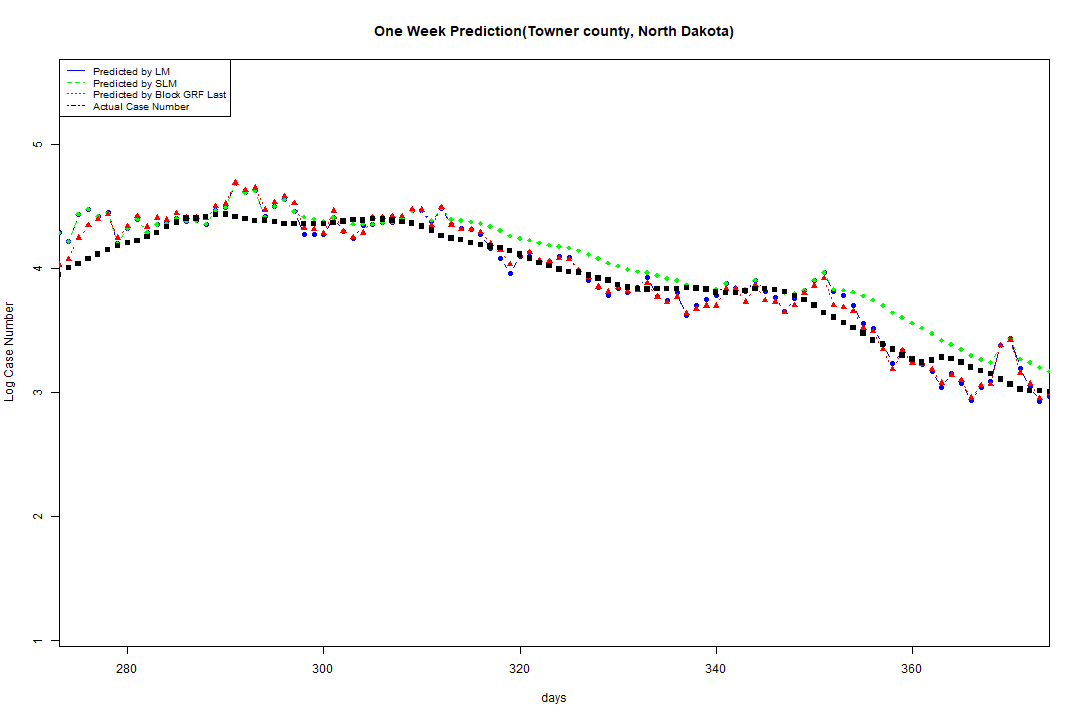 One Week Prediction(Towner county, North Dakota)
Predicted by LM
Predicted by SLM
Predicted by Block GRF Last
Actual Case Number
Log Case Number
5
4
3
2
1
280 300 320 340 360
days